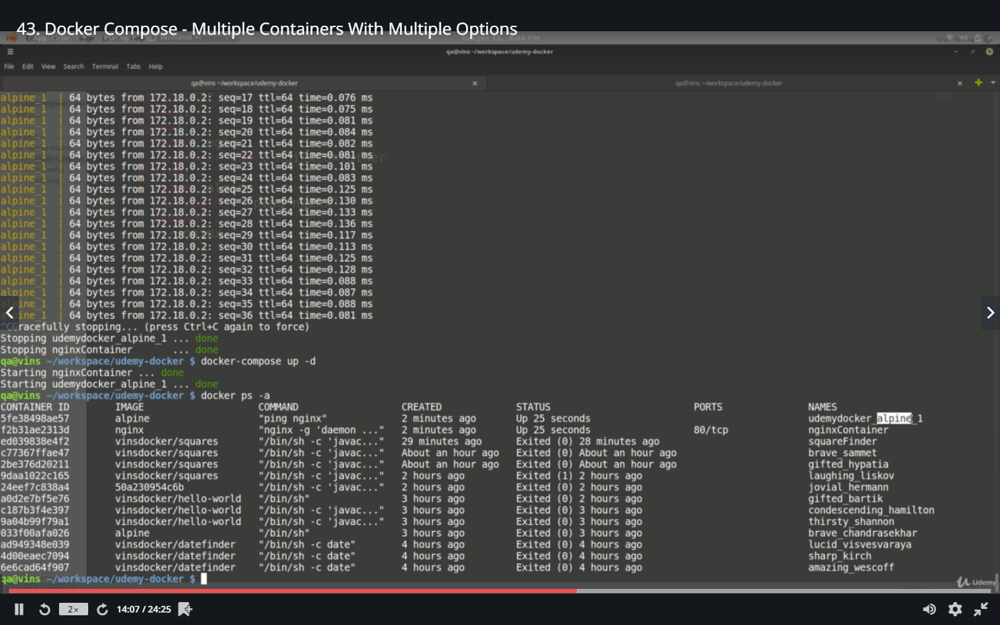 43. Docker Compose - Multiple Containers With Multiple Options
qa@vins ~/workspace/udemy-docker
File Edit View Search Terminal Tabs Help
qa@vins ~/workspace/udemy-docker
qa@vins ~/workspace/udemy-docker
alpine_1 | 64 bytes from 172.18.0.2: seq=17 ttl=64 time=0.076 ms
alpine_1 | 64 bytes from 172.18.0.2: seq=18 ttl=64 time=0.075 ms
alpine_1 | 64 bytes from 172.18.0.2: seq=19 ttl=64 time=0.081 ms
alpine_1 | 64 bytes from 172.18.0.2: seq=20 ttl=64 time=0.084 ms
alpine_1 | 64 bytes from 172.18.0.2: seq=21 ttl=64 time=0.082 ms
alpine_1 | 64 bytes from 172.18.0.2: seq=22 ttl=64 time=0.081 ms
alpine_1 | 64 bytes from 172.18.0.2: seq=23 ttl=64 time=0.101 ms
alpine_1 | 64 bytes from 172.18.0.2: seq=24 ttl=64 time=0.083 ms
alpine_1 | 64 bytes from 172.18.0.2: seq=25 ttl=64 time=0.125 ms
alpine_1 | 64 bytes from 172.18.0.2: seq=26 ttl=64 time=0.130 ms
alpine_1 | 64 bytes from 172.18.0.2: seq=27 ttl=64 time=0.133 ms
alpine_1 | 64 bytes from 172.18.0.2: seq=28 ttl=64 time=0.136 ms
alpine_1 | 64 bytes from 172.18.0.2: seq=29 ttl=64 time=0.117 ms
alpine_1 | 64 bytes from 172.18.0.2: seq=30 ttl=64 time=0.113 ms
alpine_1 | 64 bytes from 172.18.0.2: seq=31 ttl=64 time=0.125 ms
alpine_1 | 64 bytes from 172.18.0.2: seq=32 ttl=64 time=0.128 ms
alpine_1 | 64 bytes from 172.18.0.2: seq=33 ttl=64 time=0.088 ms
alpine_1 | 64 bytes from 172.18.0.2: seq=34 ttl=64 time=0.087 ms
alpine_1 | 64 bytes from 172.18.0.2: seq=35 ttl=64 time=0.088 ms
alpine_1 | 64 bytes from 172.18.0.2: seq=36 ttl=64 time=0.081 ms
^CGracefully stopping... (press Ctrl+C again to force)
Stopping udemydocker_alpine_1 ... done
Stopping nginxContainer ... done
qa@vins ~/workspace/udemy-docker $ docker-compose up -d
Starting nginxContainer ... done
Starting udemydocker_alpine_1 ... done
qa@vins ~/workspace/udemy-docker $ docker ps -a
CONTAINER ID IMAGE COMMAND CREATED STATUS PORTS NAMES
5fe38498ae57 alpine "ping nginx" 2 minutes ago Up 25 seconds udemydocker_alpine_1
f2b31ae2313d nginx "nginx -g 'daemon ..." 2 minutes ago Up 25 seconds 80/tcp nginxContainer
ed039838e4f2 vinsdocker/squares "/bin/sh -c 'javac..." 29 minutes ago Exited (0) 28 minutes ago squareFinder
c77367ffae47 vinsdocker/squares "/bin/sh -c 'javac..." About an hour ago Exited (0) About an hour ago brave_sammet
2be376d20211 vinsdocker/squares "/bin/sh -c 'javac..." About an hour ago Exited (0) About an hour ago gifted_hypatia
9daa1022c165 vinsdocker/squares "/bin/sh -c 'javac..." 2 hours ago Exited (1) 2 hours ago laughing_liskov
24eef7c838a4 50a230954c6b "/bin/sh -c 'javac..." 2 hours ago Exited (0) 2 hours ago jovial_hermann
a0d2e7bf5e76 vinsdocker/hello-world "/bin/sh" 3 hours ago Exited (0) 2 hours ago gifted_bartik
c187b3f4e397 vinsdocker/hello-world "/bin/sh -c 'javac..." 3 hours ago Exited (0) 3 hours ago condescending_hamilton
9a04b99f79a1 vinsdocker/hello-world "/bin/sh -c 'javac..." 3 hours ago Exited (0) 3 hours ago thirsty_shannon
033f00afa026 alpine "/bin/sh" 3 hours ago Exited (0) 3 hours ago brave_chandrasekhar
ad949348e039 vinsdocker/datefinder "/bin/sh -c date" 4 hours ago Exited (0) 4 hours ago lucid_visvesvaraya
4d00eaec7094 vinsdocker/datefinder "/bin/sh -c date" 4 hours ago Exited (0) 4 hours ago sharp_kirch
6e6cad64f907 vinsdocker/datefinder "/bin/sh -c date" 4 hours ago Exited (0) 4 hours ago amazing_wescoff
qa@vins ~/workspace/udemy-docker $
Udemy
2x 14:07 / 24:25